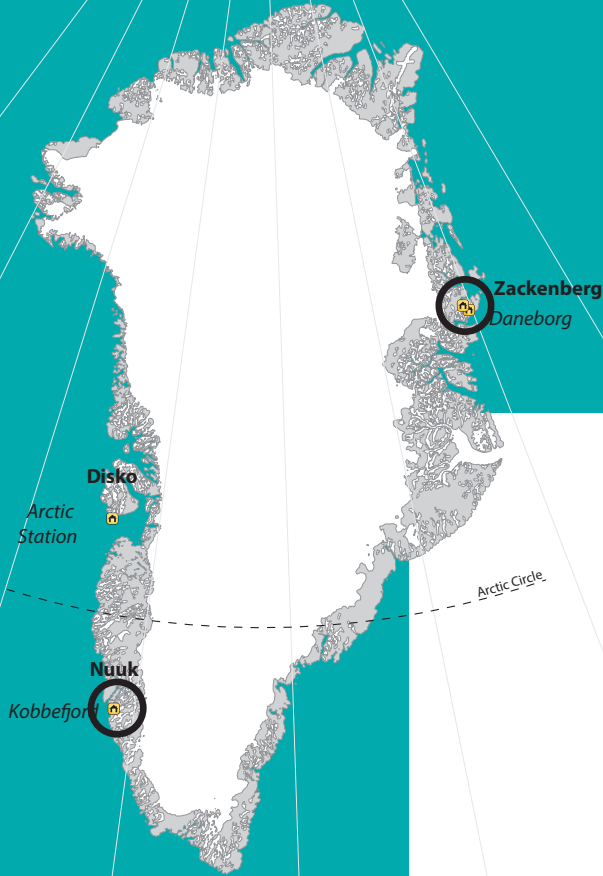 Zackenberg
Daneborg
Disko
Arctic
Station
Arctic Circle
Nuuk
Kobbefjord